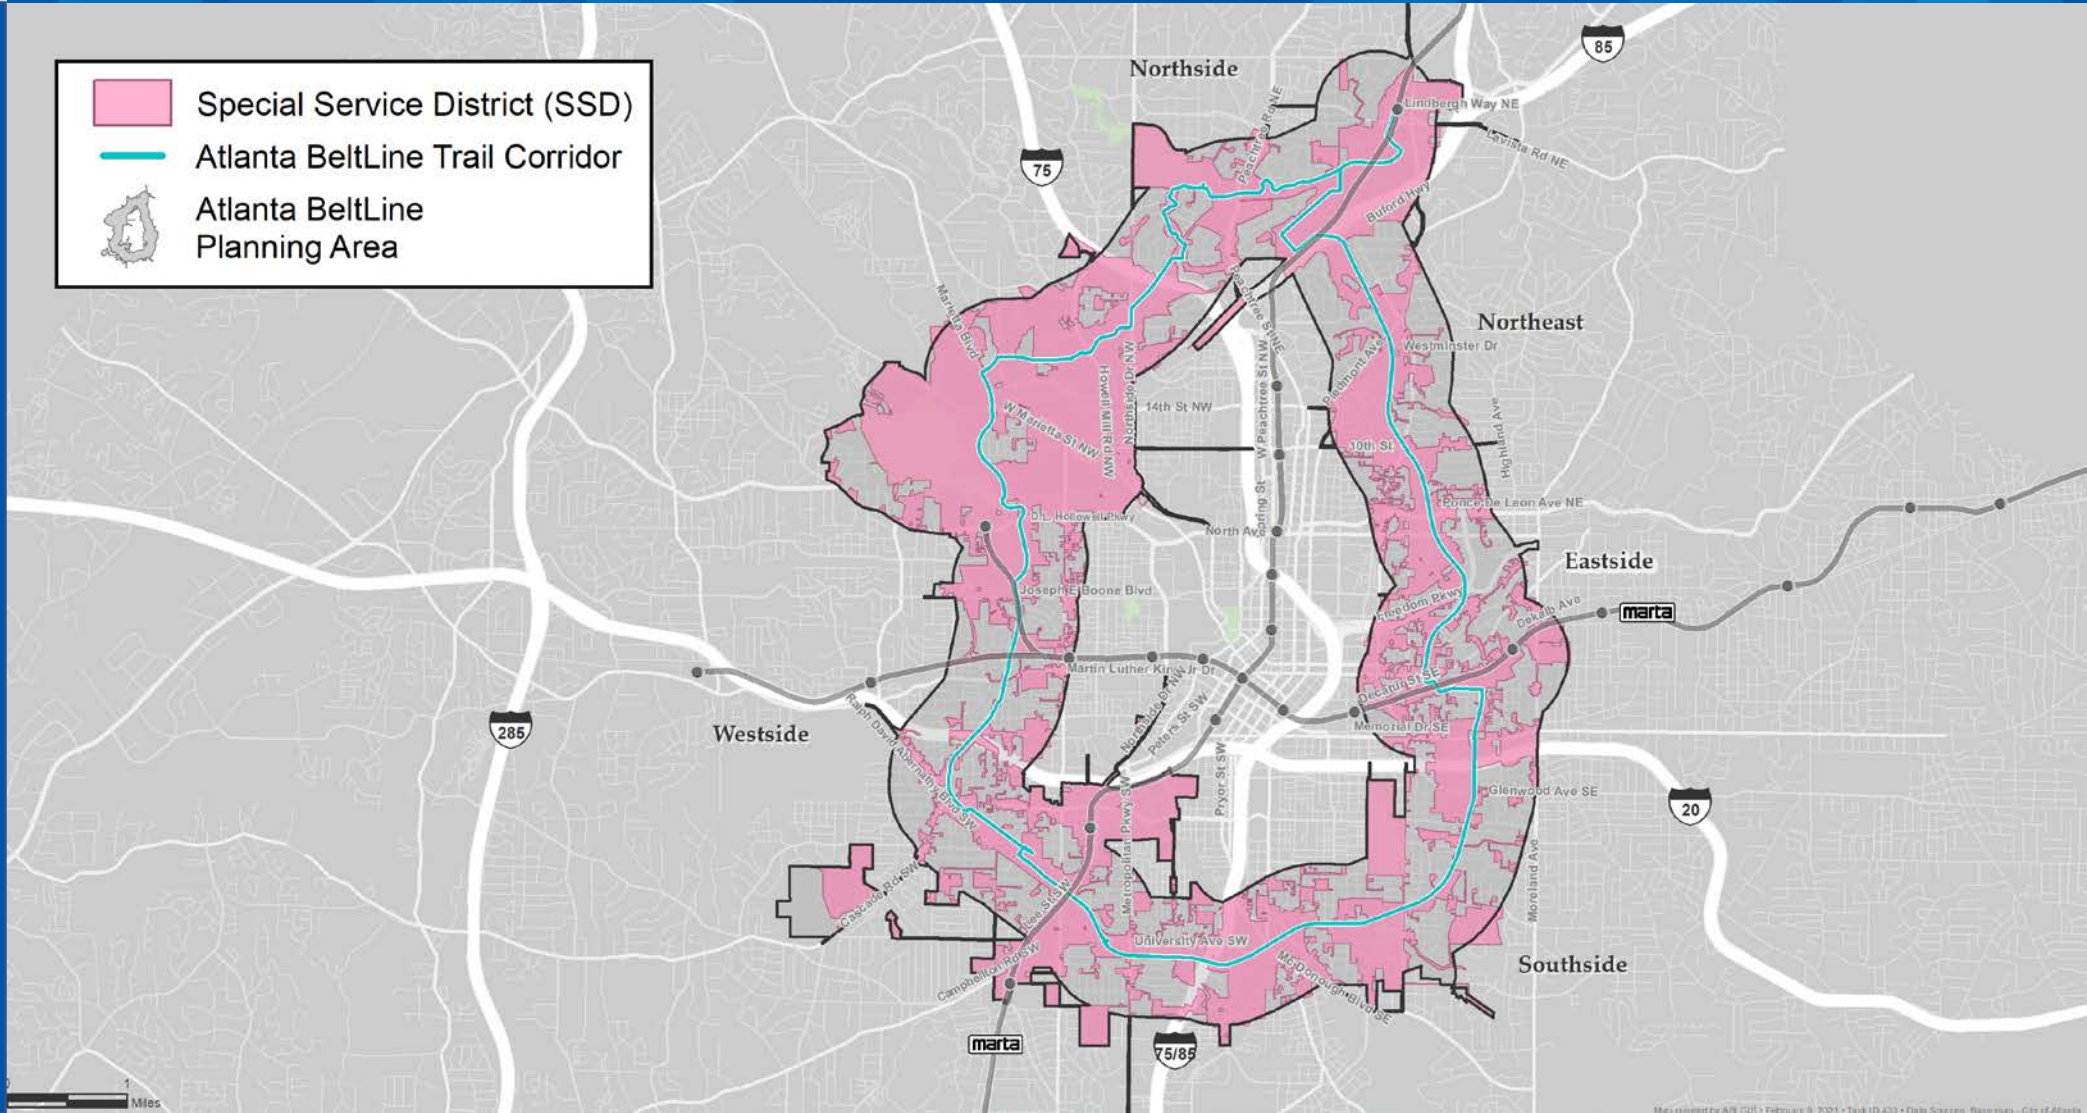 Special Service District (SSD)
Atlanta BeltLine Trail Corridor
Atlanta BeltLine
Planning Area
Northside
85
Lindbergh Way NE
Lavista Rd NE
Peachtree Rd NE
75
Buford Hwy
Marietta Blvd
Peachtree St NE
Northeast
Westminster Dr
Piedmont Ave
Howell Mill Rd NW
Northside Dr NW
W Peachtree St NW
14th St NW
W Marietta St NW
10th St
Highland Ave
Ponce De Leon Ave NE
D.L. Hollowell Pkwy
North Ave
Spring St
Eastside
Joseph E Boone Blvd
Freedom Pkwy
Dekalb Ave
marta
Martin Luther King Jr Dr
Decatur St SE
Northside Dr NW
Peters St SW
Memorial Dr SE
Ralph David Abernathy Blvd SW
Westside
285
Pryor St SW
Metropolitan Pkwy SW
Glenwood Ave SE
20
Moreland Ave
Cascade Rd SW
Lee St SW
University Ave SW
Campbellton Rd SW
McDonough Blvd SE
Southside
marta
75/85
1
Miles